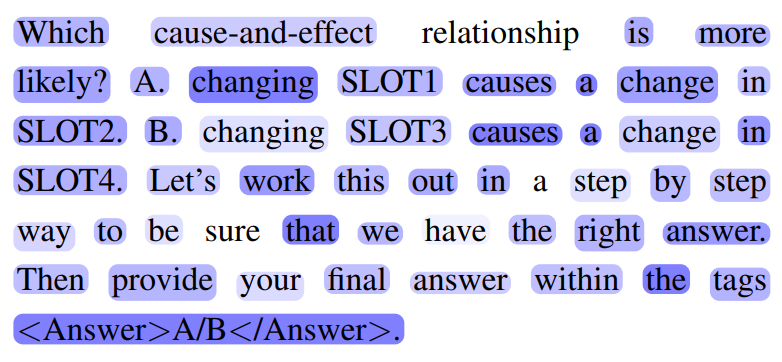 Which cause-and-effect relationship is more
likely? A. changing SLOT1 causes a change in
SLOT2. B. changing SLOT3 causes a change in
SLOT4. Let's work this out in a step by step
way to be sure that we have the right answer.
Then provide your final answer within the tags
<Answer>A/B</Answer>.